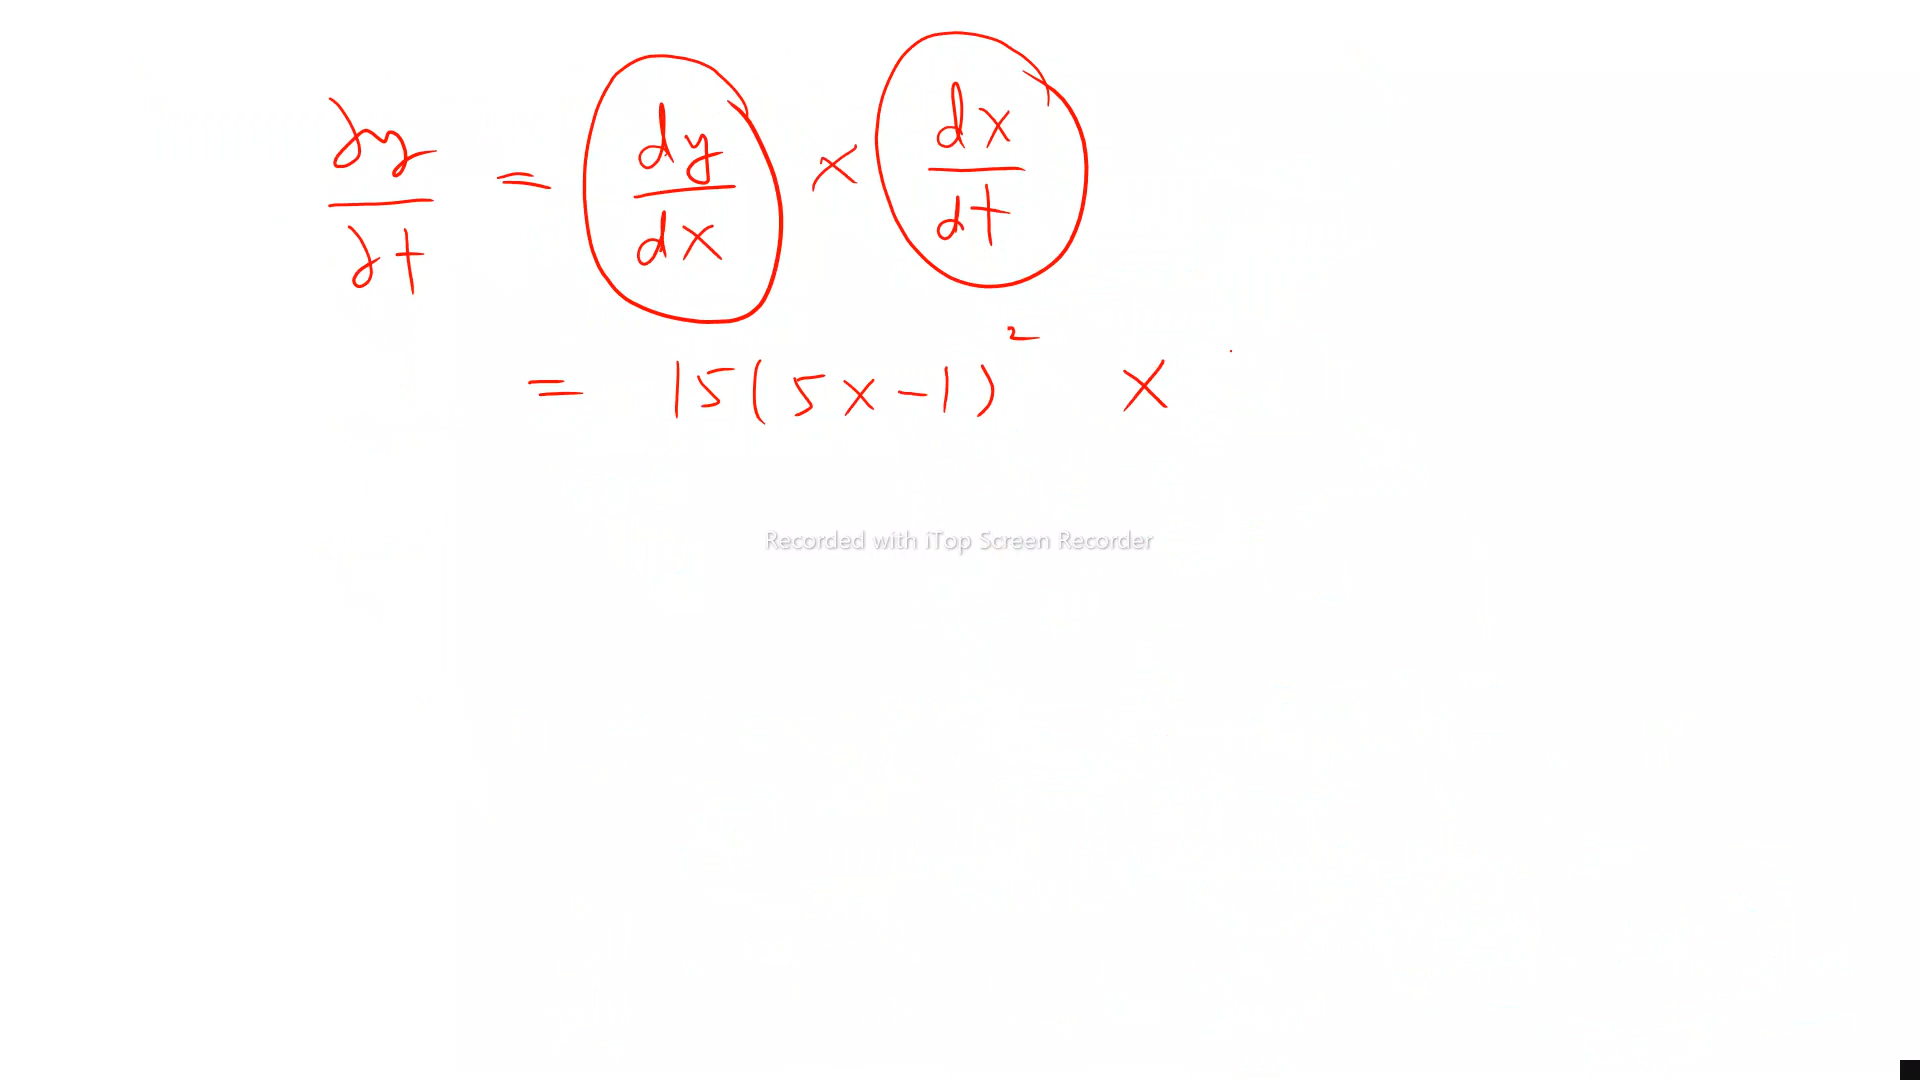 dy/dt = dy/dx × dx/dt
= 15(5x-1)² ×
Recorded with iTop Screen Recorder